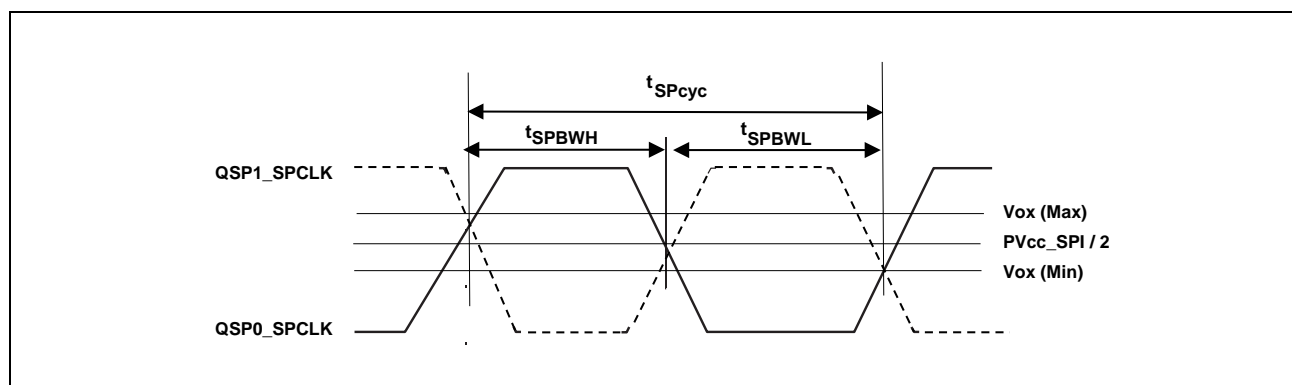 tSPcyc
tSPBWH
tSPBWL
QSP1_SPCLK
Vox (Max)
PVcc_SPI / 2
Vox (Min)
QSP0_SPCLK